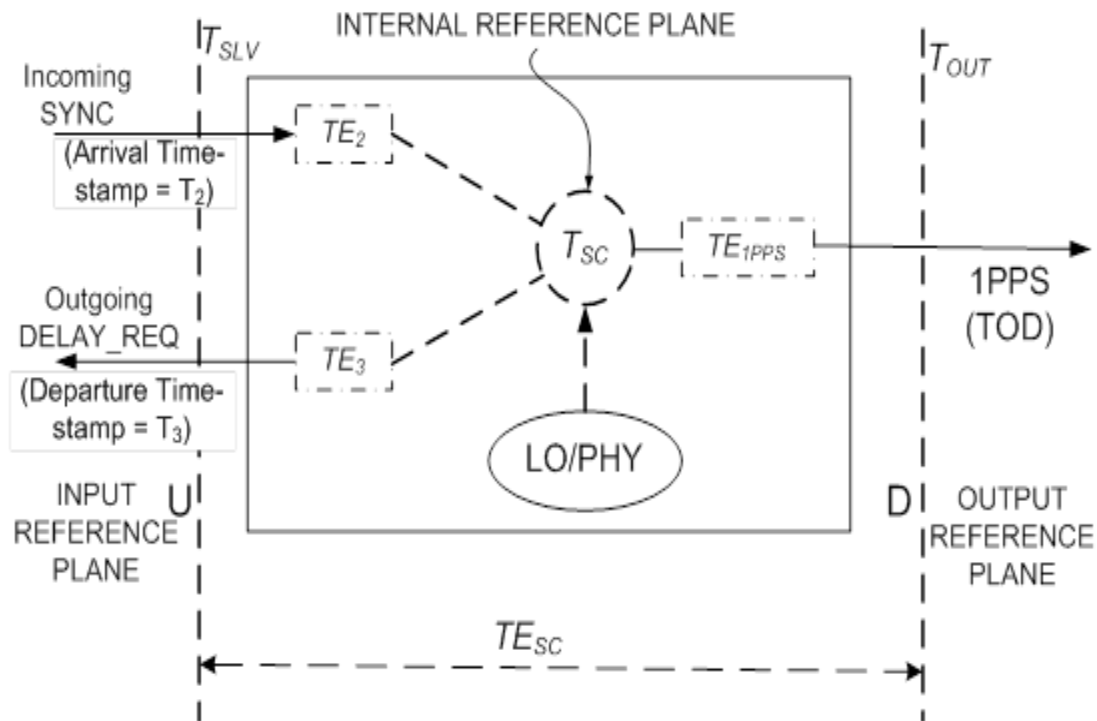 INTERNAL REFERENCE PLANE
T_SLV
T_OUT
Incoming
SYNC
(Arrival Time-
stamp = T_2)
TE_2
T_SC
TE_1PPS
1PPS
(TOD)
Outgoing
DELAY_REQ
(Departure Time-
stamp = T_3)
TE_3
LO/PHY
INPUT
REFERENCE
PLANE
U
D
OUTPUT
REFERENCE
PLANE
TE_SC